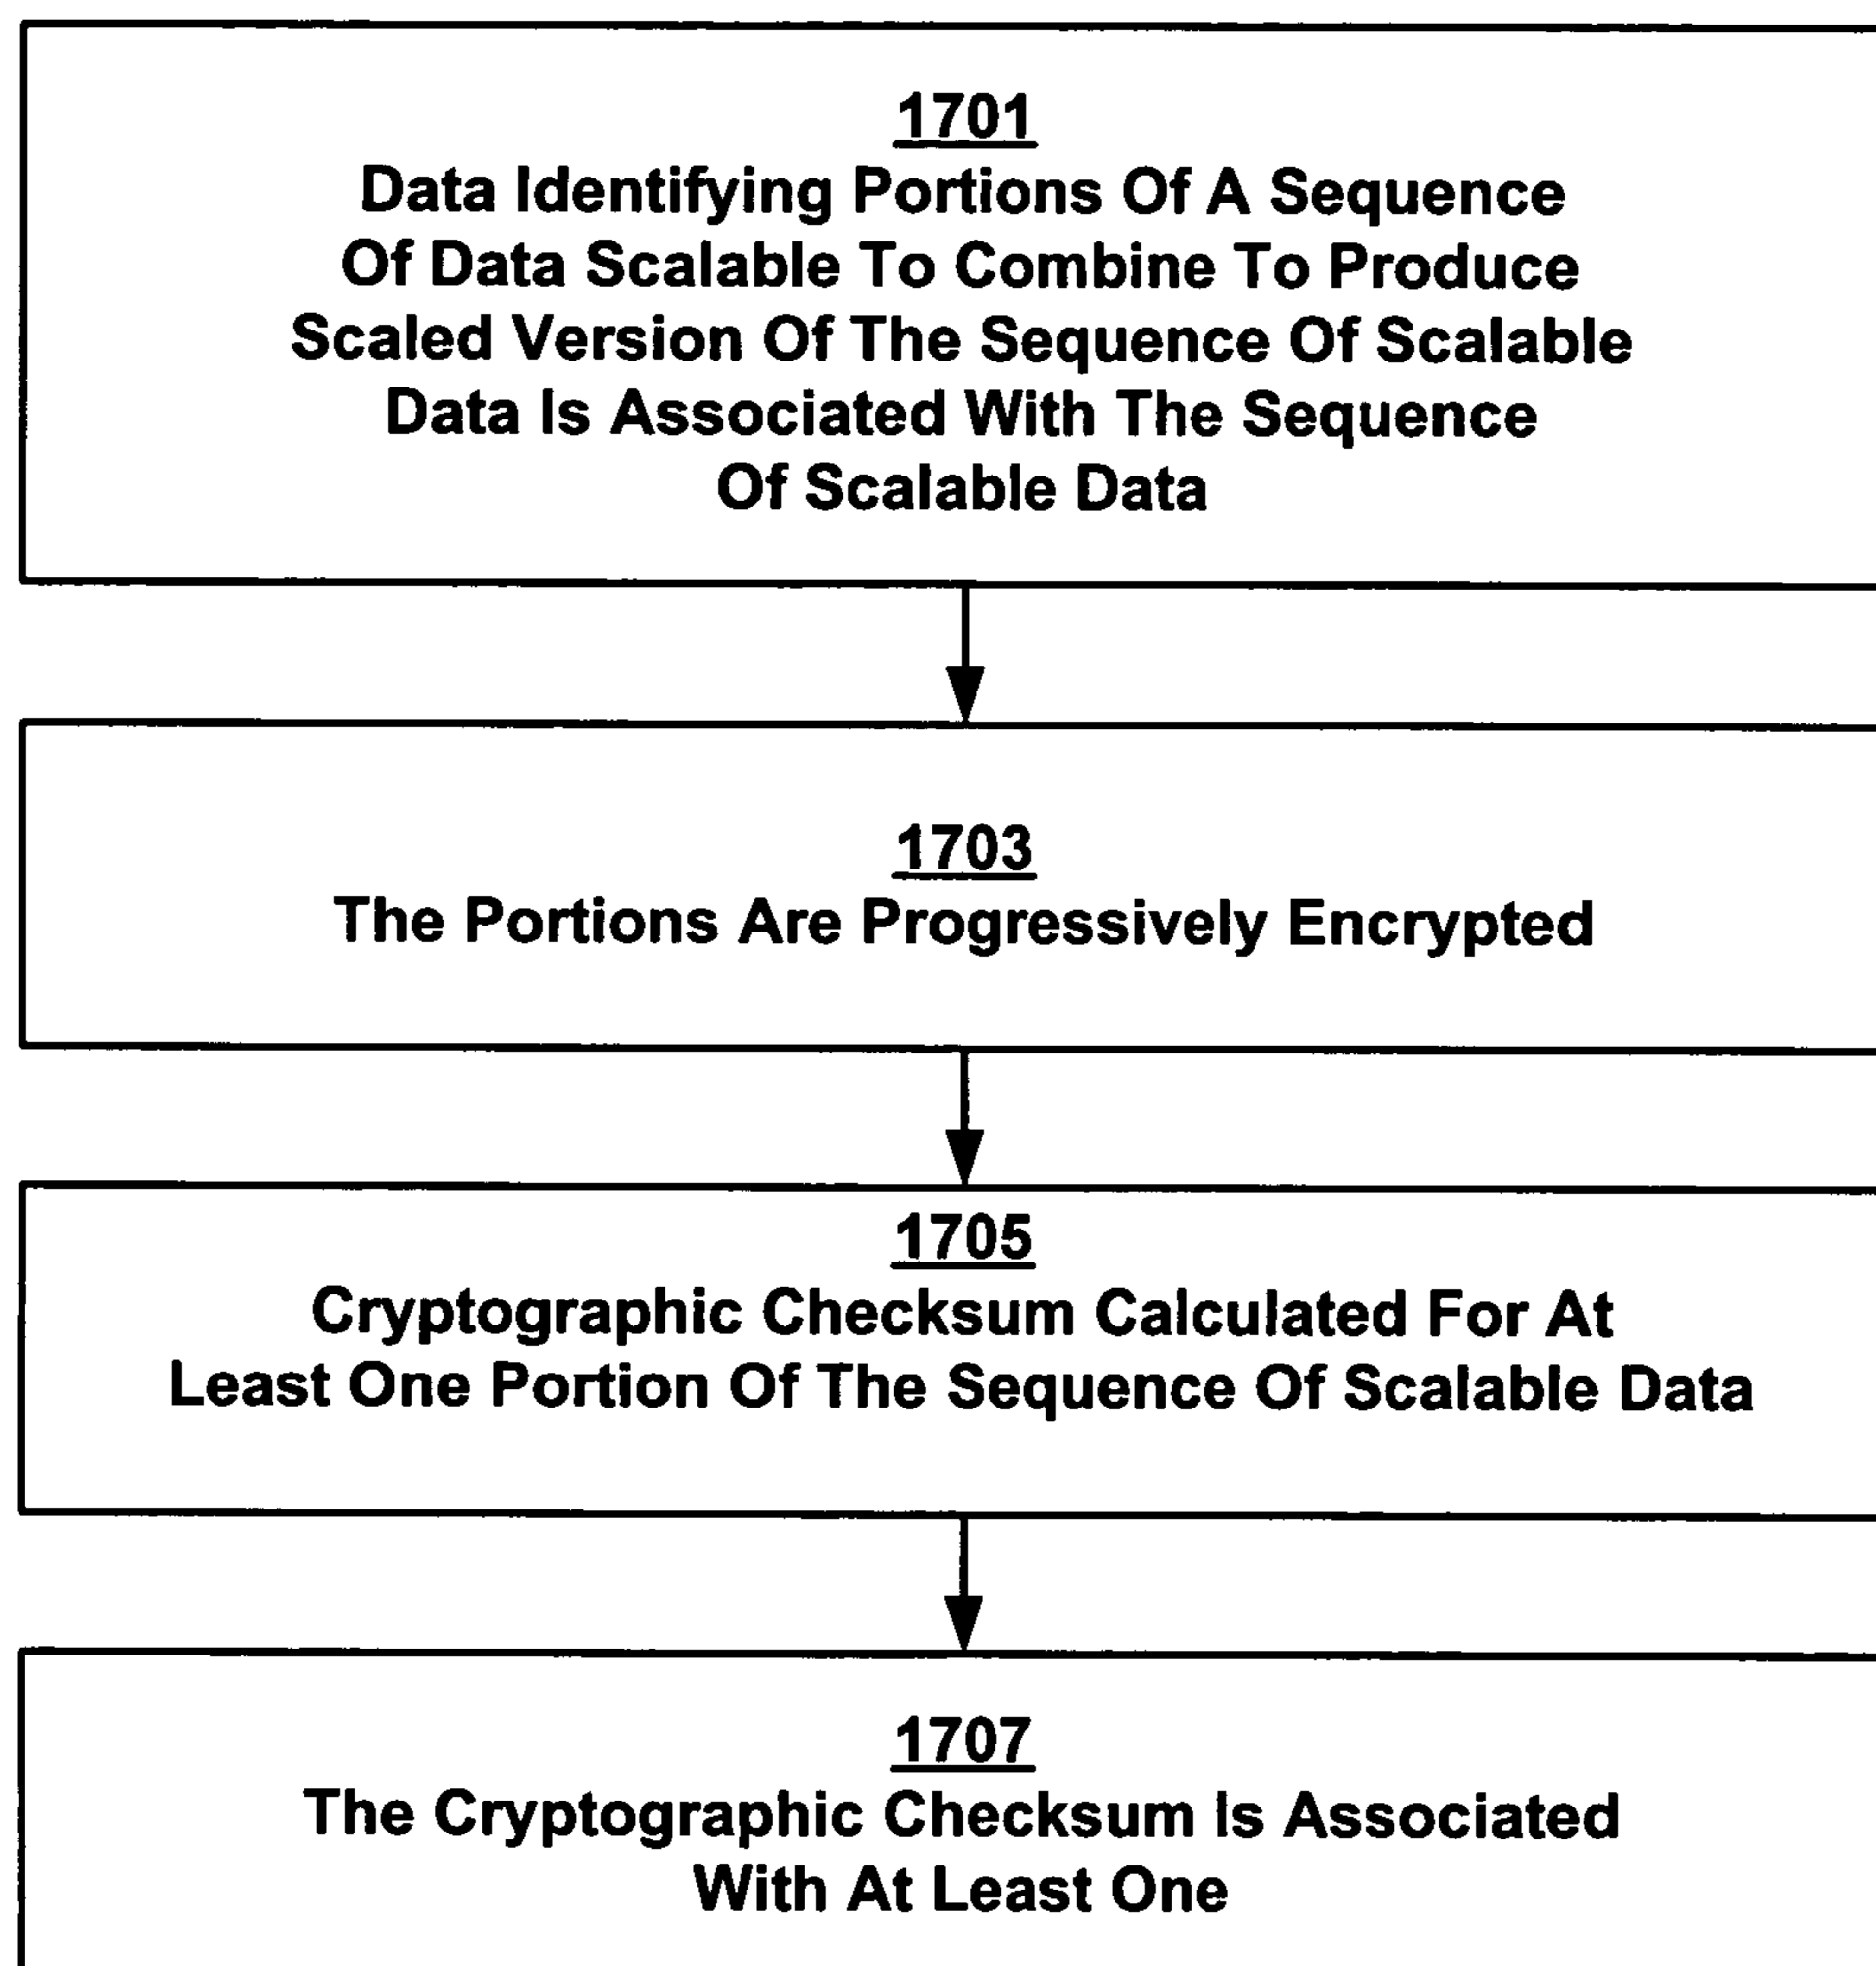 1701
Data Identifying Portions Of A Sequence
Of Data Scalable To Combine To Produce
Scaled Version Of The Sequence Of Scalable
Data Is Associated With The Sequence
Of Scalable Data
1703
The Portions Are Progressively Encrypted
1705
Cryptographic Checksum Calculated For At
Least One Portion Of The Sequence Of Scalable Data
1707
The Cryptographic Checksum Is Associated
With At Least One